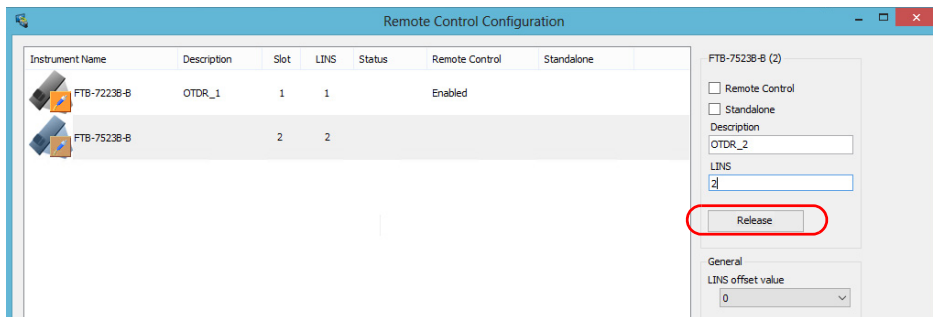 Remote Control Configuration
Instrument Name Description Slot LINS Status Remote Control Standalone
FTB-7223B-B OTDR_1 1 1 Enabled
FTB-7523B-B 2 2
FTB-7523B-B (2)
Remote Control
Standalone
Description
OTDR_2
LINS
2
Release
General
LINS offset value
0